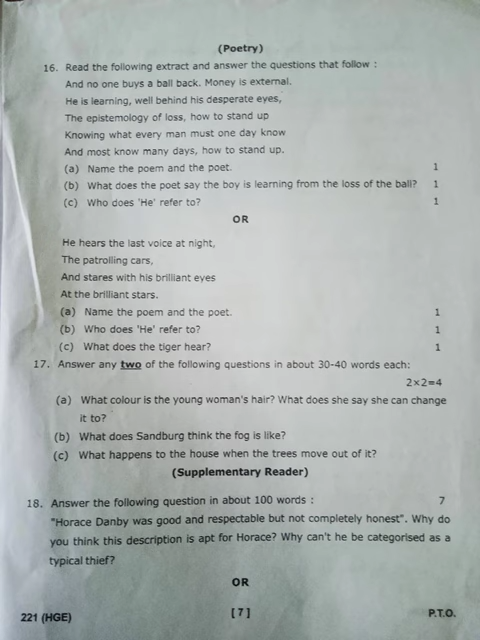 (Poetry)
16. Read the following extract and answer the questions that follow :
And no one buys a ball back. Money is external.
He is learning, well behind his desperate eyes,
The epistemology of loss, how to stand up
Knowing what every man must one day know
And most know many days, how to stand up.
(a) Name the poem and the poet. 1
(b) What does the poet say the boy is learning from the loss of the ball? 1
(c) Who does 'He' refer to? 1
OR
He hears the last voice at night,
The patrolling cars,
And stares with his brilliant eyes
At the brilliant stars.
(a) Name the poem and the poet. 1
(b) Who does 'He' refer to? 1
(c) What does the tiger hear? 1
17. Answer any two of the following questions in about 30-40 words each:
2×2=4
(a) What colour is the young woman's hair? What does she say she can change
it to?
(b) What does Sandburg think the fog is like?
(c) What happens to the house when the trees move out of it?
(Supplementary Reader)
18. Answer the following question in about 100 words : 7
"Horace Danby was good and respectable but not completely honest". Why do
you think this description is apt for Horace? Why can't he be categorised as a
typical thief?
OR
221 (HGE) [7] P.T.O.